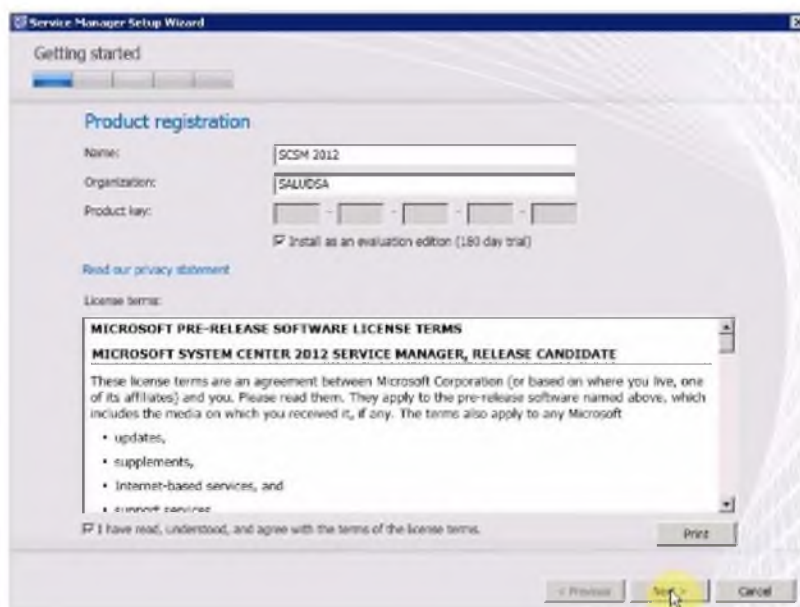 Service Manager Setup Wizard
Getting started
Product registration
Name:
SCSM 2012
Organization:
SALUDSA
Product key:
- - - -
Install as an evaluation edition (180 day trial)
Read our privacy statement
License terms:
MICROSOFT PRE-RELEASE SOFTWARE LICENSE TERMS
MICROSOFT SYSTEM CENTER 2012 SERVICE MANAGER, RELEASE CANDIDATE
These license terms are an agreement between Microsoft Corporation (or based on where you live, one
of its affiliates) and you. Please read them. They apply to the pre-release software named above, which
includes the media on which you received it, if any. The terms also apply to any Microsoft
• updates,
• supplements,
• Internet-based services, and
• support services
I have read, understood, and agree with the terms of the license terms.
Print
< Previous
Next >
Cancel